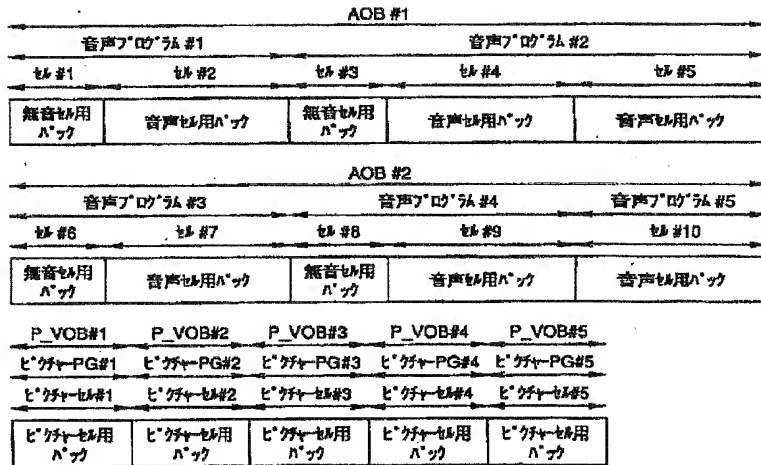 AOB #1
音声プログラム #1 音声プログラム #2
セル #1 セル #2 セル #3 セル #4 セル #5
無音セル用パック 音声セル用パック 無音セル用パック 音声セル用パック 音声セル用パック
AOB #2
音声プログラム #3 音声プログラム #4 音声プログラム #5
セル #6 セル #7 セル #8 セル #9 セル #10
無音セル用パック 音声セル用パック 無音セル用パック 音声セル用パック 音声セル用パック
P_VOB#1 P_VOB#2 P_VOB#3 P_VOB#4 P_VOB#5
ピクチャーPG#1 ピクチャーPG#2 ピクチャーPG#3 ピクチャーPG#4 ピクチャーPG#5
ピクチャーセル#1 ピクチャーセル#2 ピクチャーセル#3 ピクチャーセル#4 ピクチャーセル#5
ピクチャーセル用パック ピクチャーセル用パック ピクチャーセル用パック ピクチャーセル用パック ピクチャーセル用パック